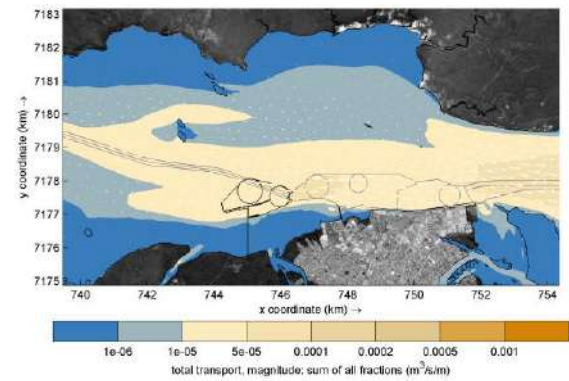 7183
7182
7181
7180
7179
7178
7177
7176
7175
y coordinate (km) →
740 742 744 746 748 750 752 754
x coordinate (km) →
1e-06 1e-05 5e-05 0.0001 0.0002 0.0005 0.001
total transport, magnitude: sum of all fractions (m³/s/m)